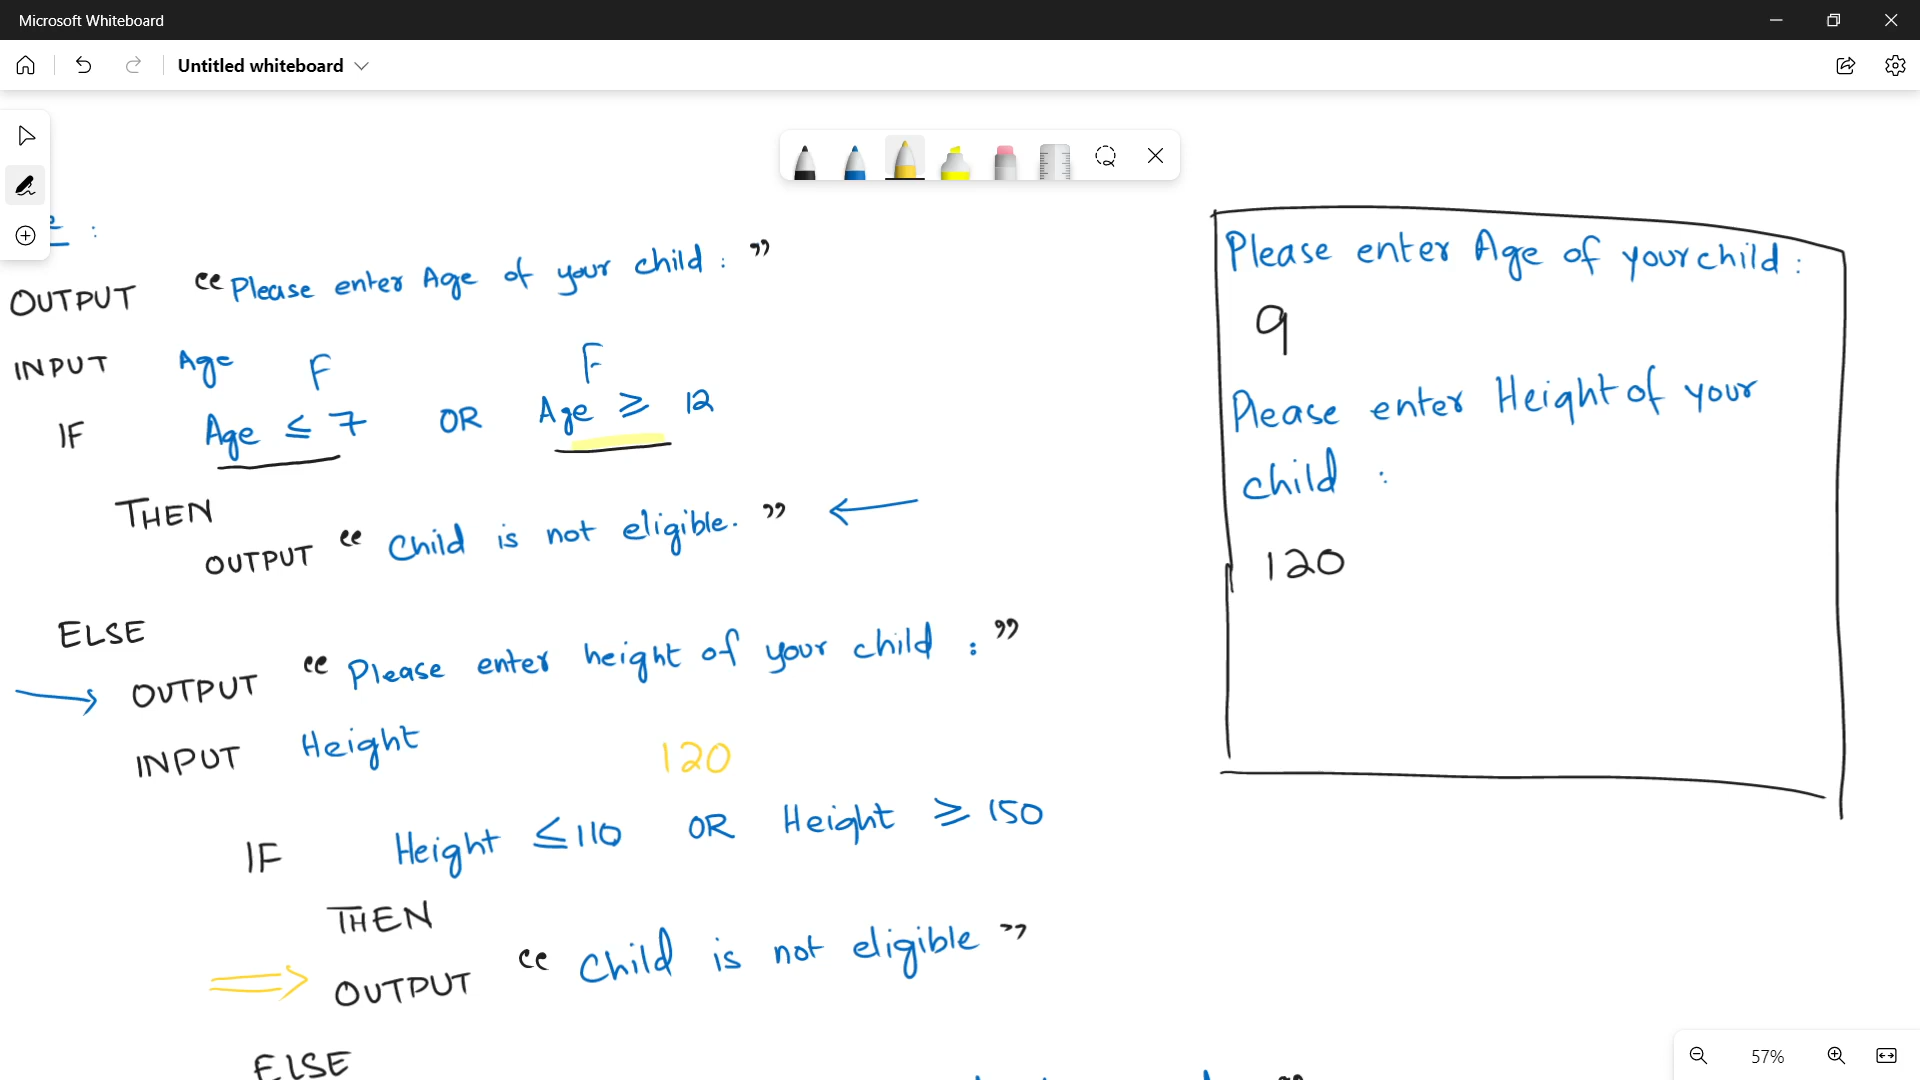 Microsoft Whiteboard
Untitled whiteboard
:
OUTPUT “Please enter Age of your child : ”
INPUT Age F F
IF Age ≤ 7 OR Age ≥ 12
THEN
OUTPUT “ Child is not eligible. ”
ELSE
OUTPUT “ Please enter height of your child : ”
INPUT Height 120
IF Height ≤110 OR Height ≥ 150
THEN
OUTPUT “ Child is not eligible ”
ELSE
Please enter Age of your child :
9
Please enter Height of your
child :
120
57%